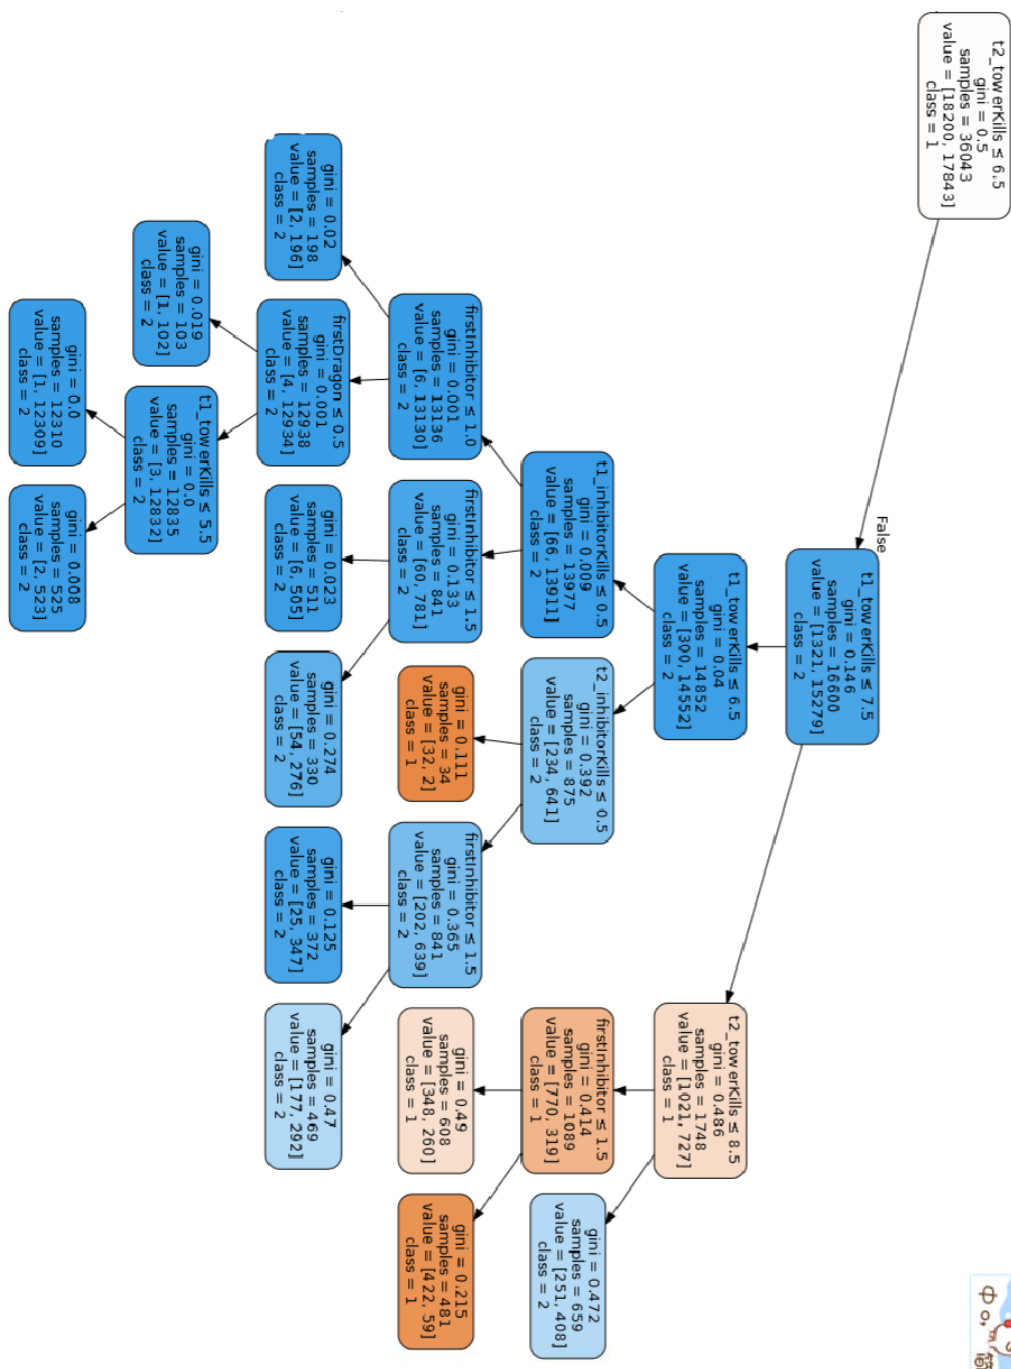 t2_towerKills ≤ 6.5
gini = 0.5
samples = 36043
value = [18200, 17843]
class = 1
False
t1_towerKills ≤ 7.5
gini = 0.146
samples = 16600
value = [1321, 15279]
class = 2
t1_towerKills ≤ 6.5
gini = 0.04
samples = 14852
value = [300, 14552]
class = 2
t2_towerKills ≤ 8.5
gini = 0.486
samples = 1748
value = [1021, 727]
class = 1
t1_inhibitorKills ≤ 0.5
gini = 0.009
samples = 13977
value = [66, 13911]
class = 2
t2_inhibitorKills ≤ 0.5
gini = 0.392
samples = 875
value = [234, 641]
class = 2
firstInhibitor ≤ 1.5
gini = 0.414
samples = 1089
value = [770, 319]
class = 1
gini = 0.472
samples = 659
value = [251, 408]
class = 2
firstInhibitor ≤ 1.0
gini = 0.001
samples = 13136
value = [6, 13130]
class = 2
firstInhibitor ≤ 1.5
gini = 0.133
samples = 841
value = [60, 781]
class = 2
gini = 0.111
samples = 34
value = [32, 2]
class = 1
firstInhibitor ≤ 1.5
gini = 0.365
samples = 841
value = [202, 639]
class = 2
gini = 0.49
samples = 608
value = [348, 260]
class = 1
gini = 0.215
samples = 481
value = [422, 59]
class = 1
gini = 0.02
samples = 198
value = [2, 196]
class = 2
firstDragon ≤ 0.5
gini = 0.001
samples = 12938
value = [4, 12934]
class = 2
gini = 0.023
samples = 511
value = [6, 505]
class = 2
gini = 0.274
samples = 330
value = [54, 276]
class = 2
gini = 0.125
samples = 372
value = [25, 347]
class = 2
gini = 0.47
samples = 469
value = [177, 292]
class = 2
gini = 0.019
samples = 103
value = [1, 102]
class = 2
t1_towerKills ≤ 5.5
gini = 0.0
samples = 12835
value = [3, 12832]
class = 2
gini = 0.0
samples = 12310
value = [1, 12309]
class = 2
gini = 0.008
samples = 525
value = [2, 523]
class = 2
中